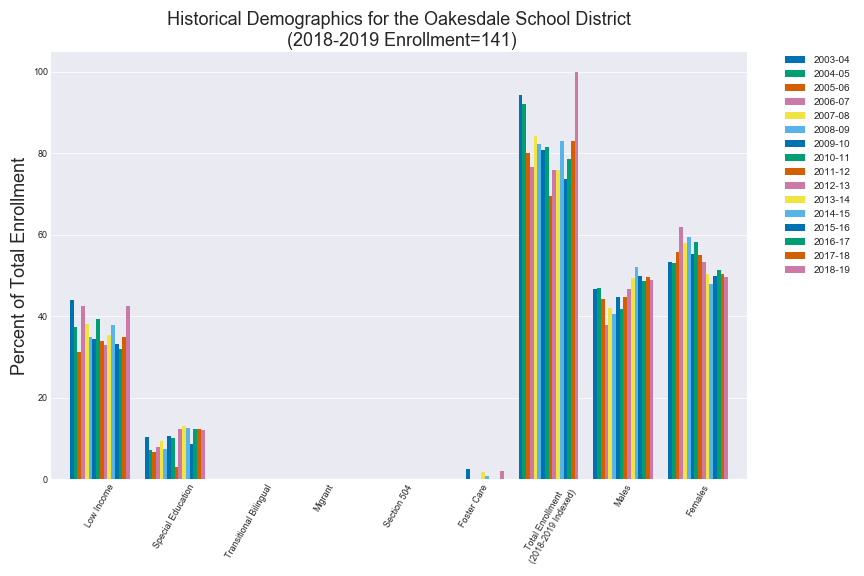 Historical Demographics for the Oakesdale School District
(2018-2019 Enrollment=141)
Percent of Total Enrollment
100
80
60
40
20
0
Low Income
Special Education
Transitional Bilingual
Migrant
Section 504
Foster Care
Total Enrollment
(2018-2019 Indexed)
Males
Females
2003-04
2004-05
2005-06
2006-07
2007-08
2008-09
2009-10
2010-11
2011-12
2012-13
2013-14
2014-15
2015-16
2016-17
2017-18
2018-19